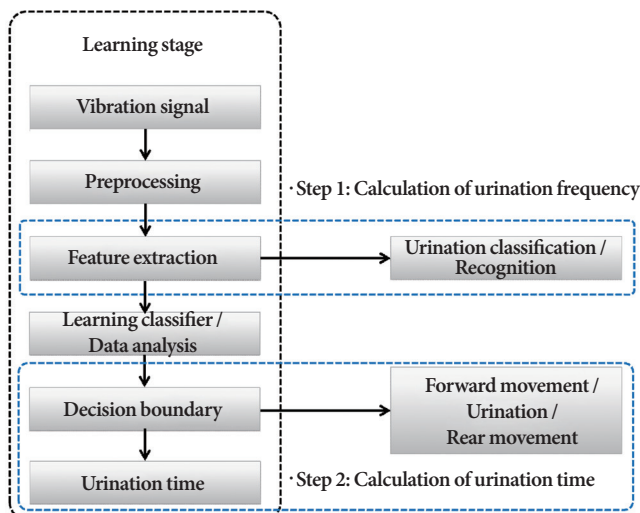 Learning stage
Vibration signal
Preprocessing
· Step 1: Calculation of urination frequency
Feature extraction
Urination classification /
Recognition
Learning classifier /
Data analysis
Decision boundary
Forward movement /
Urination /
Rear movement
Urination time
· Step 2: Calculation of urination time